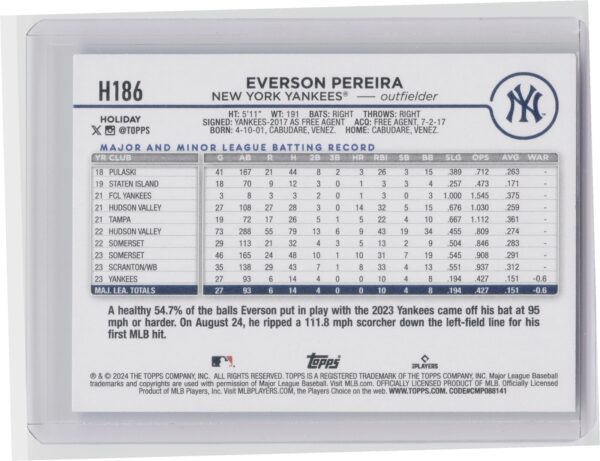 H186
EVERSON PEREIRA
NEW YORK YANKEES® — outfielder
NY
HOLIDAY
X @TOPPS
HT: 5'11" WT: 191 BATS: RIGHT THROWS: RIGHT
SIGNED: YANKEES-2017 AS FREE AGENT ACQ: FREE AGENT, 7-2-17
BORN: 4-10-01, CABUDARE, VENEZ. HOME: CABUDARE, VENEZ.
MAJOR AND MINOR LEAGUE BATTING RECORD
YR CLUB G AB R H 2B 3B HR RBI SB BB SLG OPS AVG WAR
18 PULASKI 41 167 21 44 8 2 3 26 3 15 .389 .712 .263 -
19 STATEN ISLAND 18 70 9 12 3 0 1 3 3 4 .257 .473 .171 -
21 FCL YANKEES 3 8 3 3 2 0 1 3 0 3 1.000 1.545 .375 -
21 HUDSON VALLEY 27 108 27 28 3 0 14 32 5 15 .676 1.030 .259 -
21 TAMPA 19 72 17 26 5 1 5 22 4 10 .667 1.112 .361 -
22 HUDSON VALLEY 73 288 55 79 13 6 9 43 19 34 .455 .809 .274 -
22 SOMERSET 29 113 21 32 4 3 5 13 2 9 .504 .846 .283 -
23 SOMERSET 46 165 24 48 10 1 10 31 7 19 .545 .908 .291 -
23 SCRANTON/WB 35 138 29 43 7 1 8 33 4 13 .551 .937 .312 -
23 YANKEES 27 93 6 14 4 0 0 10 4 8 .194 .427 .151 -0.6
MAJ. LEA. TOTALS 27 93 6 14 4 0 0 10 4 8 .194 .427 .151 -0.6
A healthy 54.7% of the balls Everson put in play with the 2023 Yankees came off his bat at 95
mph or harder. On August 24, he ripped a 111.8 mph scorcher down the left-field line for his
first MLB hit.
Topps
PLAYERS
® & © 2024 THE TOPPS COMPANY, INC. ALL RIGHTS RESERVED. TOPPS IS A REGISTERED TRADEMARK OF THE TOPPS COMPANY, INC. Major League Baseball
trademarks and copyrights are used with permission of Major League Baseball. Visit MLB.com. OFFICIALLY LICENSED PRODUCT OF MLB. Officially Licensed
Product of MLB Players, Inc. Visit MLBPLAYERS.COM, the Players Choice on the web. WWW.TOPPS.COM. CODE#CMP088141